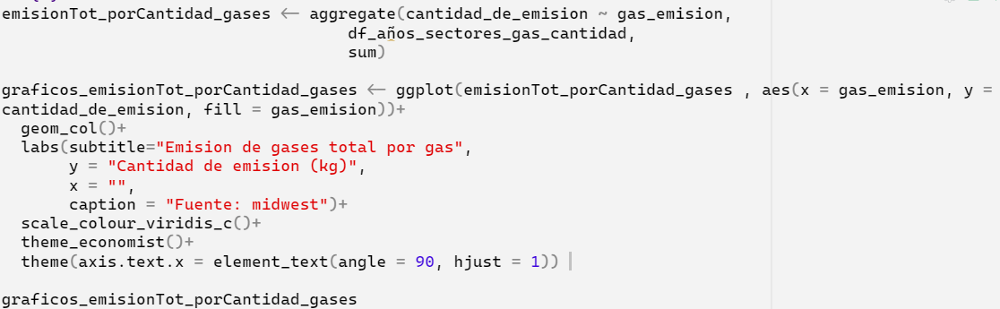 emisionTot_porCantidad_gases <- aggregate(cantidad_de_emision ~ gas_emision,
df_años_sectores_gas_cantidad,
sum)
graficos_emisionTot_porCantidad_gases <- ggplot(emisionTot_porCantidad_gases , aes(x = gas_emision, y =
cantidad_de_emision, fill = gas_emision))+
geom_col()+
labs(subtitle="Emision de gases total por gas",
y = "Cantidad de emision (kg)",
x = "",
caption = "Fuente: midwest")+
scale_colour_viridis_c()+
theme_economist()+
theme(axis.text.x = element_text(angle = 90, hjust = 1))
graficos_emisionTot_porCantidad_gases